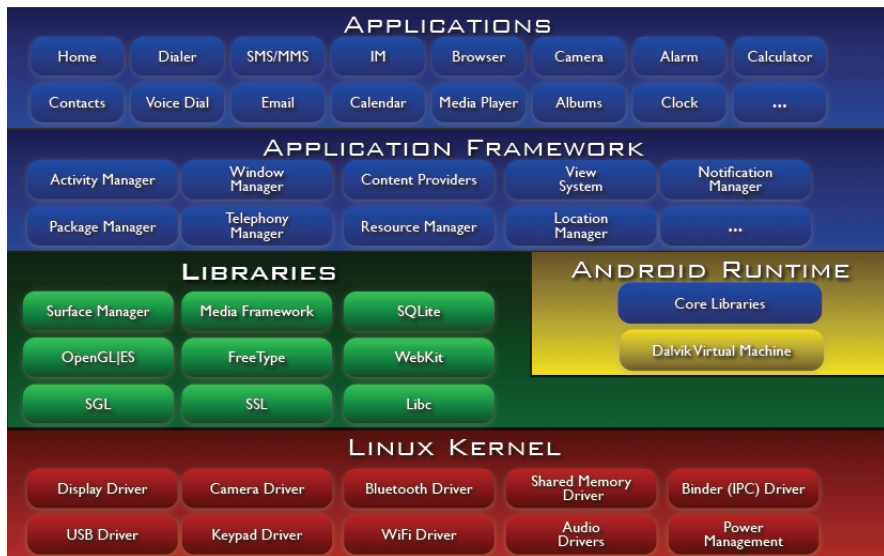 APPLICATIONS
Home Dialer SMS/MMS IM Browser Camera Alarm Calculator
Contacts Voice Dial Email Calendar Media Player Albums Clock ...
APPLICATION FRAMEWORK
Activity Manager Window Manager Content Providers View System Notification Manager
Package Manager Telephony Manager Resource Manager Location Manager ...
LIBRARIES
Surface Manager Media Framework SQLite
OpenGL|ES FreeType WebKit
SGL SSL Libc
ANDROID RUNTIME
Core Libraries
Dalvik Virtual Machine
LINUX KERNEL
Display Driver Camera Driver Bluetooth Driver Shared Memory Driver Binder (IPC) Driver
USB Driver Keypad Driver WiFi Driver Audio Drivers Power Management